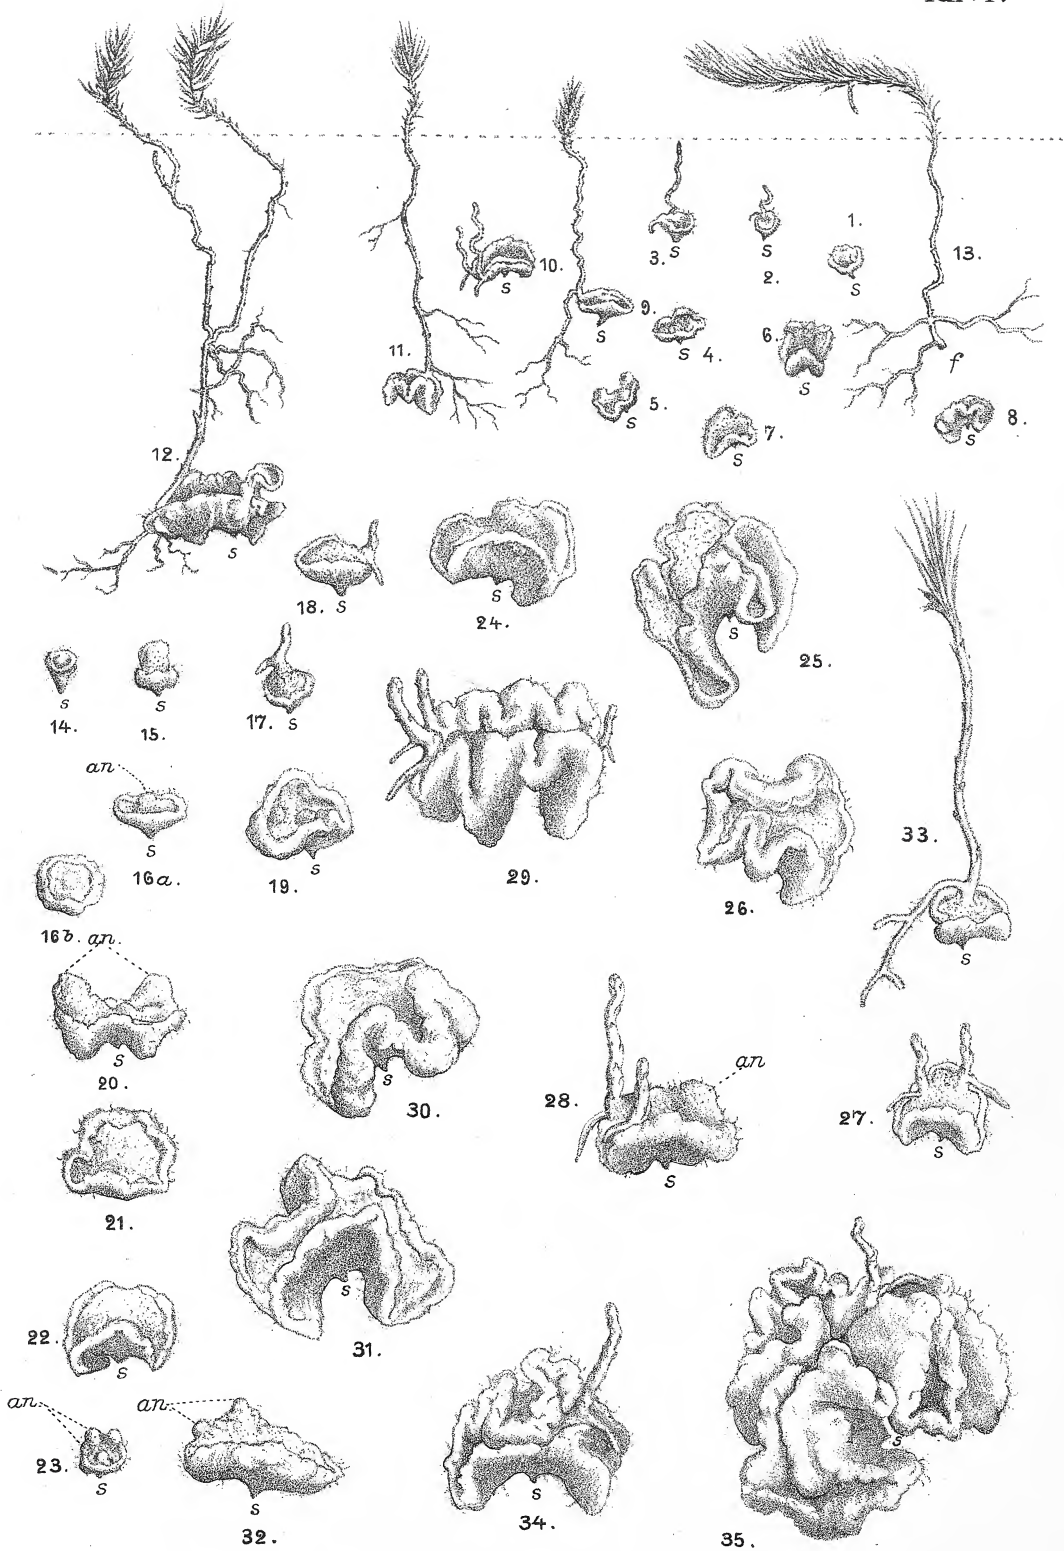 1.
3. s
s
2.
s
13.
10.
s
9.
s
s 4.
6.
s
11.
f
5.
s
7.
s
8.
s
12.
s
18. s
s
24.
s
25.
s
14.
s
15.
17. s
an
s
16a.
s
19.
29.
26.
33.
s
16b. an.
s
20.
s
30.
an
28.
s
27.
s
21.
s
31.
22.
s
an
an
23.
s
s
32.
s
34.
s
35.